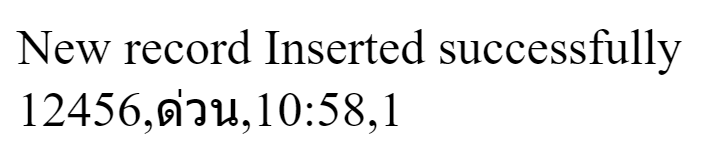 New record Inserted successfully
12456,ด่วน,10:58,1